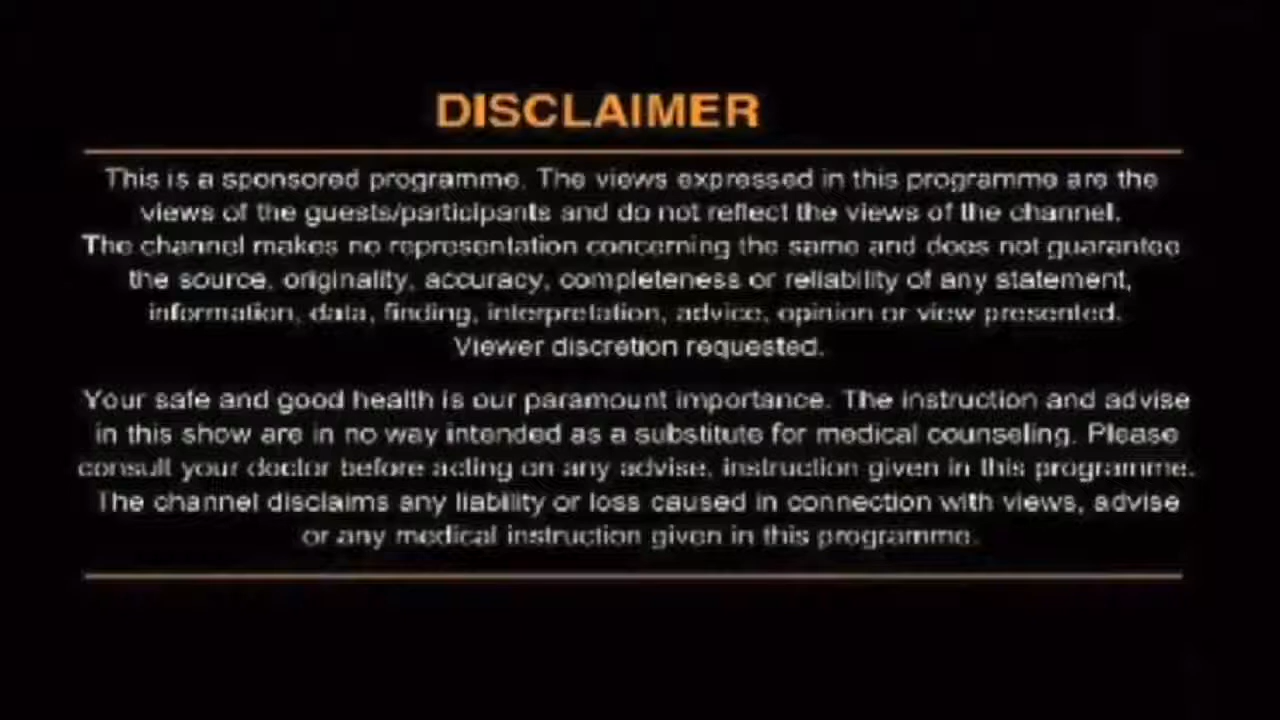 DISCLAIMER
This is a sponsored programme. The views expressed in this programme are the
views of the guests/participants and do not reflect the views of the channel.
The channel makes no representation concerning the same and does not guarantee
the source, originality, accuracy, completeness or reliability of any statement,
information, data, finding, interpretation, advice, opinion or view presented.
Viewer discretion requested.
Your safe and good health is our paramount importance. The instruction and advise
in this show are in no way intended as a substitute for medical counseling. Please
consult your doctor before acting on any advise, instruction given in this programme.
The channel disclaims any liability or loss caused in connection with views, advise
or any medical instruction given in this programme.